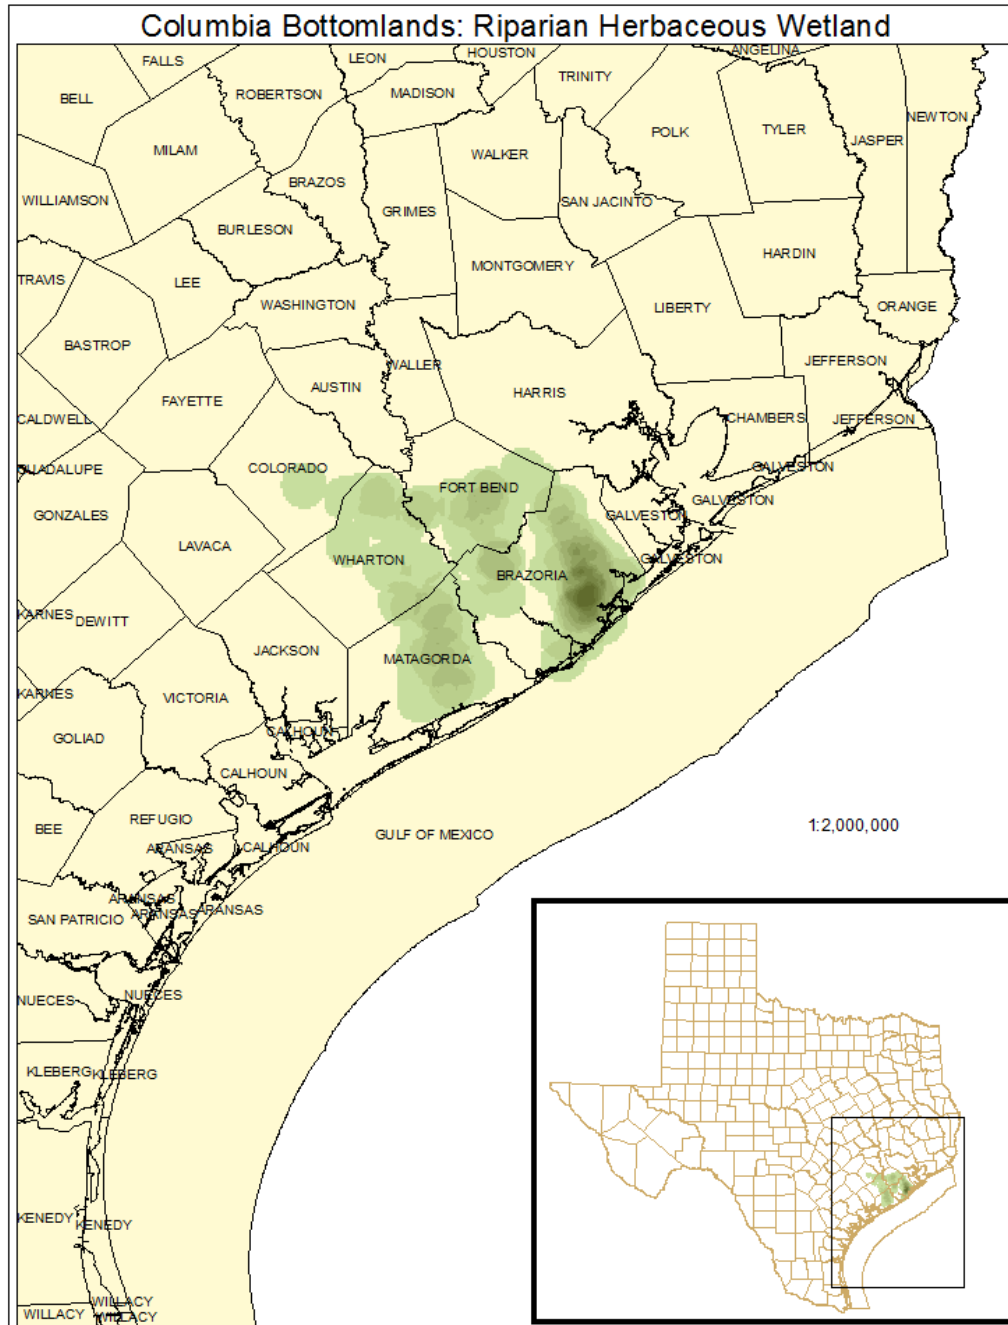 Columbia Bottomlands: Riparian Herbaceous Wetland
HOUSTON
ANGELINA
FALLS
LEON
TRINITY
BELL
ROBERTSON
MADISON
NEWTON
MILAM
WALKER
POLK
TYLER
JASPER
BRAZOS
WILLIAMSON
SAN JACINTO
GRIMES
BURLESON
HARDIN
TRAVIS
LEE
MONTGOMERY
WASHINGTON
LIBERTY
ORANGE
BASTROP
WALLER
JEFFERSON
AUSTIN
HARRIS
FAYETTE
CALDWELL
CHAMBERS
JEFFERSON
GUADALUPE
COLORADO
GALVESTON
FORT BEND
GALVESTON
GONZALES
GALVESTON
LAVACA
WHARTON
GALVESTON
BRAZORIA
KARNES
DEWITT
JACKSON
MATAGORDA
KARNES
VICTORIA
CALHOUN
GOLIAD
CALHOUN
REFUGIO
BEE
GULF OF MEXICO
1:2,000,000
ARANSAS
CALHOUN
ARANSAS
SAN PATRICIO
ARANSAS
ARANSAS
NUECES
NUECES
KLEBERG
KLEBERG
KENEDY
KENEDY
WILLACY
WILLACY
WILLACY